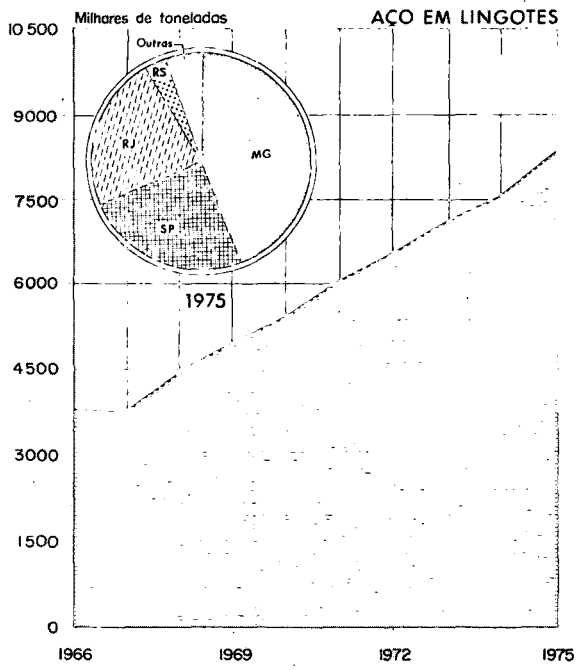 Milhares de toneladas
AÇO EM LINGOTES
10 500
9000
7500
6000
4500
3000
1500
0
Outras
RS
RJ
MG
SP
1975
1966
1969
1972
1975